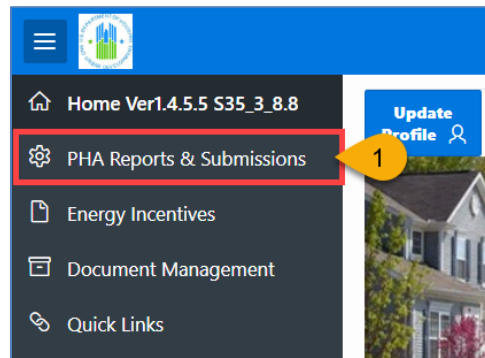 Home Ver1.4.5.5 S35_3_8.8
Update
Profile
PHA Reports & Submissions
1
Energy Incentives
Document Management
Quick Links